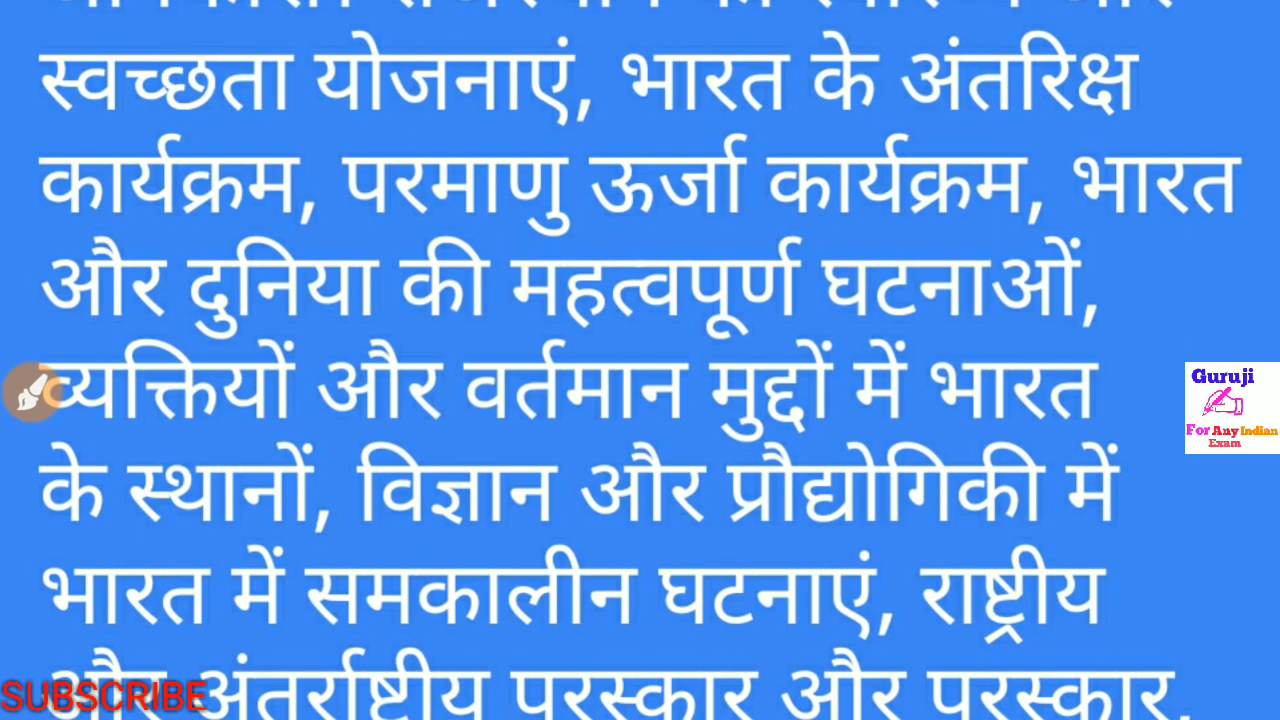 स्वच्छता योजनाएं, भारत के अंतरिक्ष
कार्यक्रम, परमाणु ऊर्जा कार्यक्रम, भारत
और दुनिया की महत्वपूर्ण घटनाओं,
व्यक्तियों और वर्तमान मुद्दों में भारत
के स्थानों, विज्ञान और प्रौद्योगिकी में
भारत में समकालीन घटनाएं, राष्ट्रीय
और अंतर्राष्ट्रीय पुरस्कार और पुरस्कार,
SUBSCRIBE
Guruji
For Any Indian
Exam